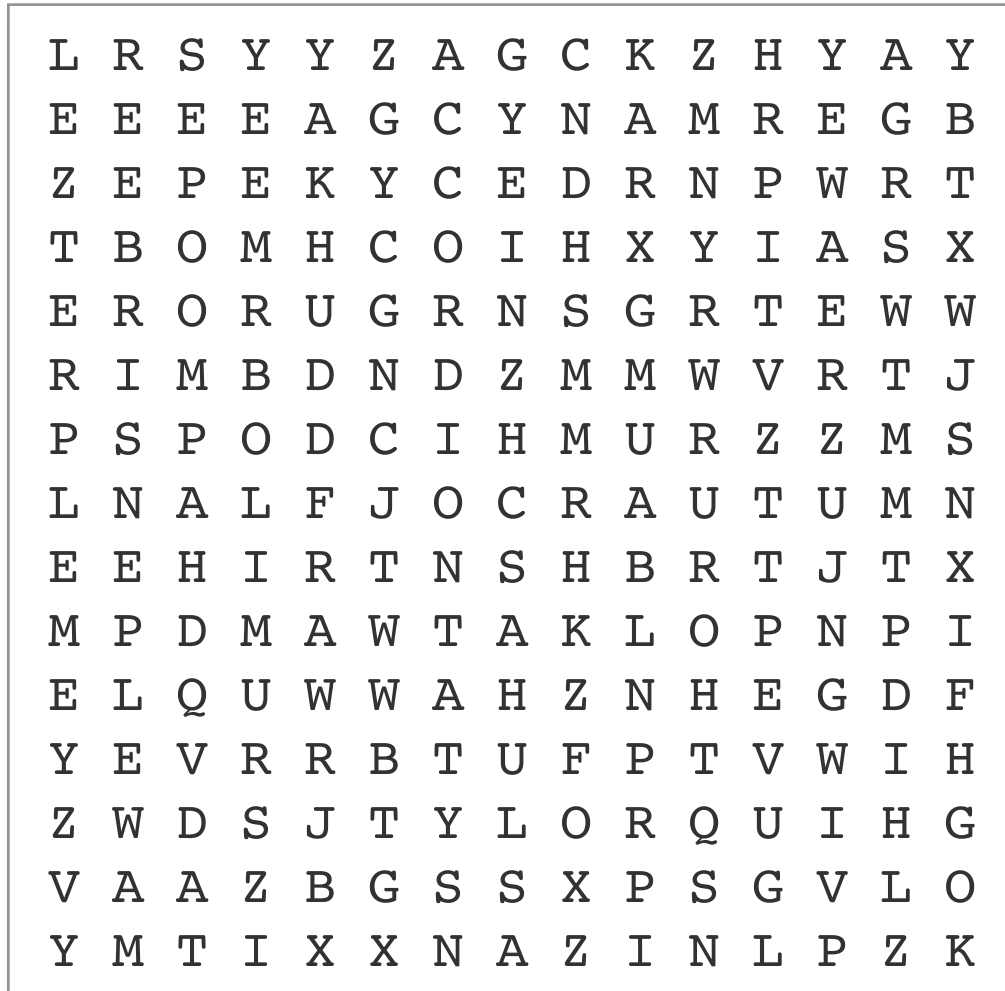 L R S Y Y Z A G C K Z H Y A Y
E E E E A G C Y N A M R E G B
Z E P E K Y C E D R N P W R T
T B O M H C O I H X Y I A S X
E R O R U G R N S G R T E W W
R I M B D N D Z M M W V R T J
P S P O D C I H M U R Z Z M S
L N A L F J O C R A U T U M N
E E H I R T N S H B R T J T X
M P D M A W T A K L O P N P I
E L Q U W W A H Z N H E G D F
Y E V R R B T U F P T V W I H
Z W D S J T Y L O R Q U I H G
V A A Z B G S S X P S G V L O
Y M T I X X N A Z I N L P Z K